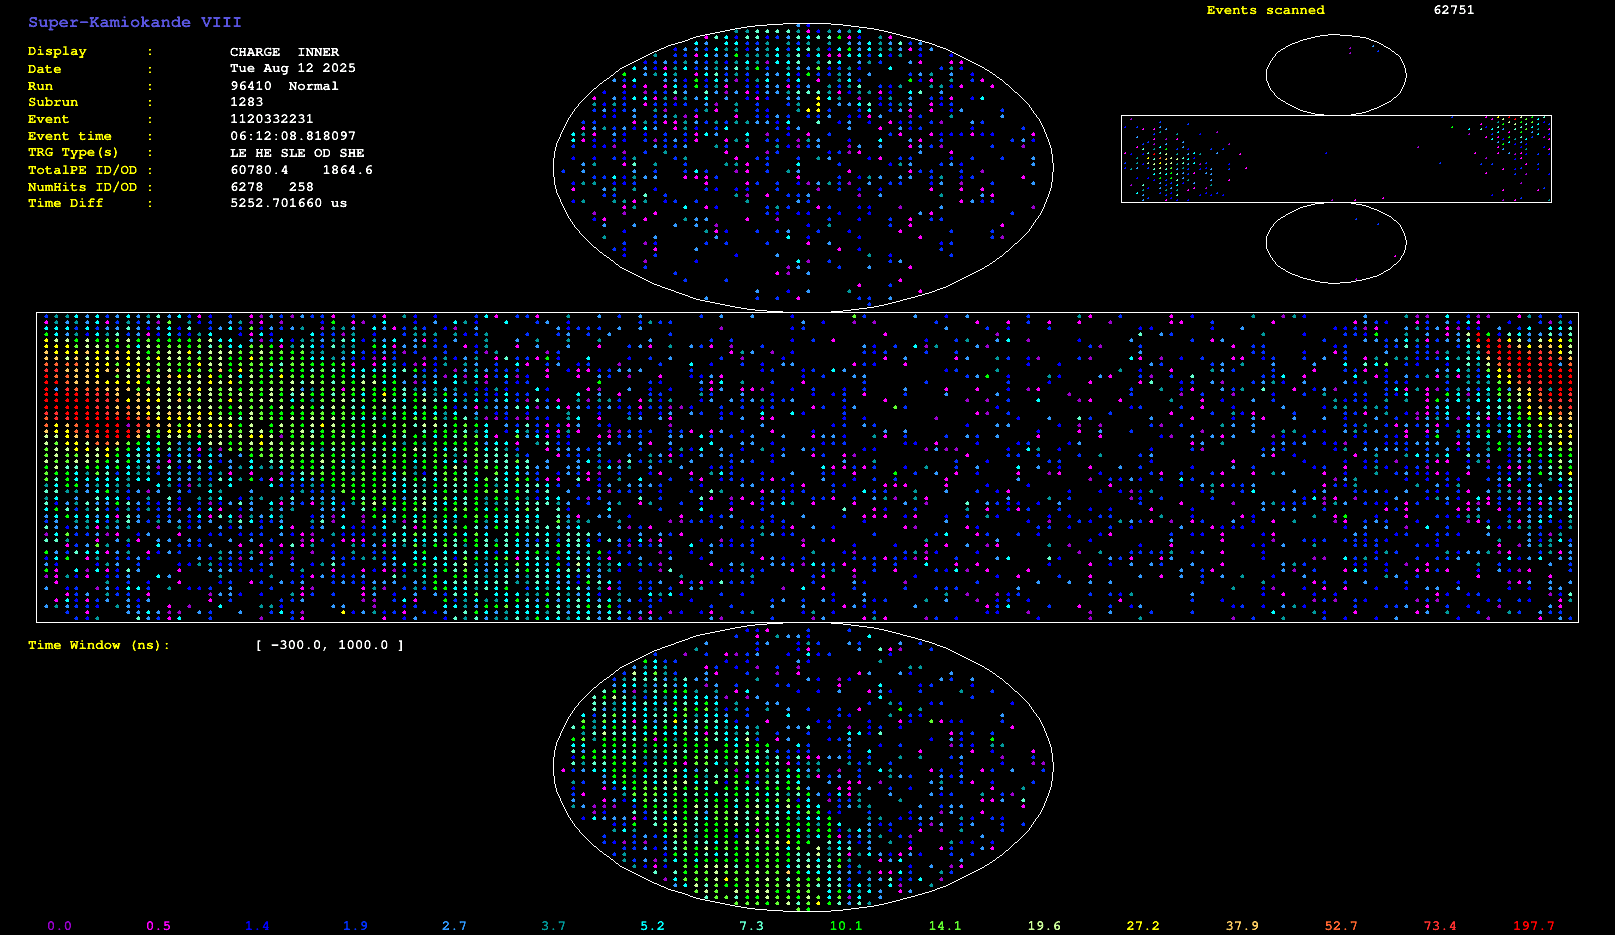 Super-Kamiokande VIII
Events scanned 62751
Display : CHARGE INNER
Date : Tue Aug 12 2025
Run : 96410 Normal
Subrun : 1283
Event : 1120332231
Event time : 06:12:08.818097
TRG Type(s) : LE HE SLE OD SHE
TotalPE ID/OD : 60780.4 1864.6
NumHits ID/OD : 6278 258
Time Diff : 5252.701660 us
Time Window (ns): [ -300.0, 1000.0 ]
0.0 0.5 1.4 1.9 2.7 3.7 5.2 7.3 10.1 14.1 19.6 27.2 37.9 52.7 73.4 197.7